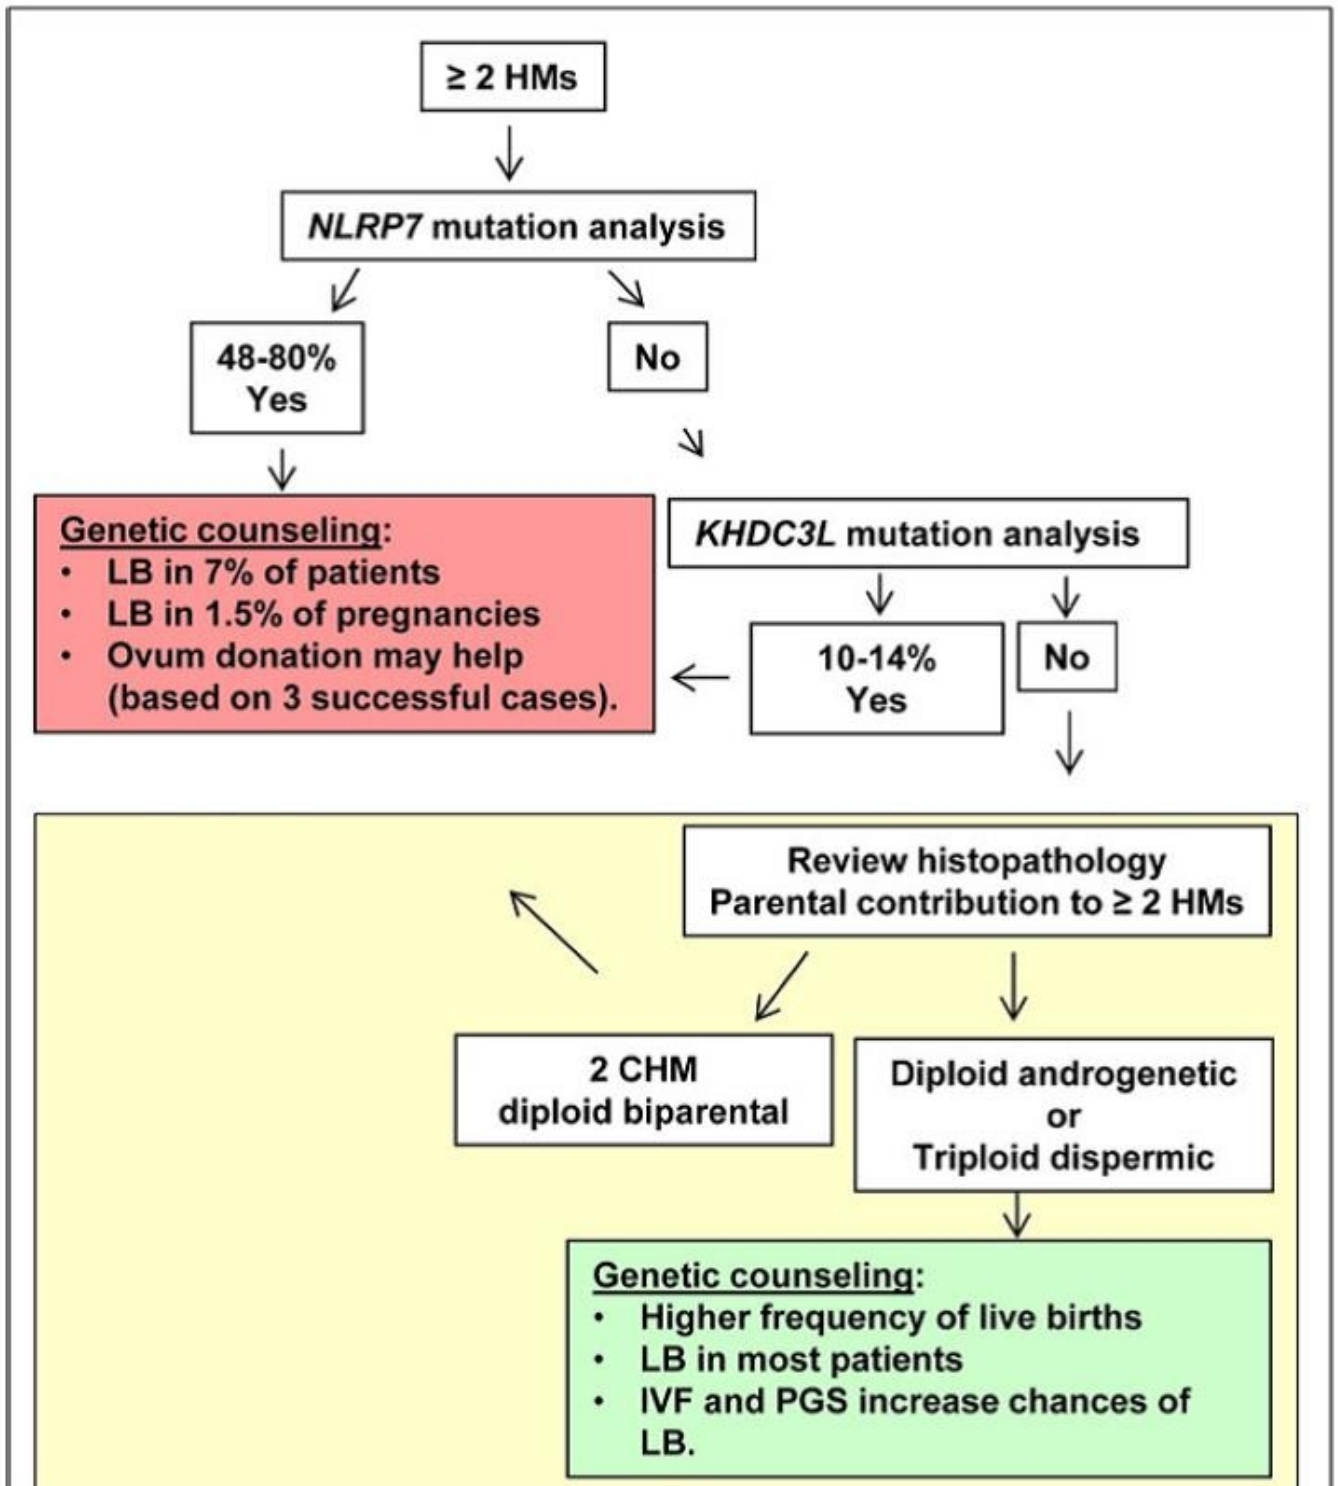 ≥ 2 HMs
NLRP7 mutation analysis
48-80%
Yes
No
Genetic counseling:
• LB in 7% of patients
• LB in 1.5% of pregnancies
• Ovum donation may help
(based on 3 successful cases).
KHDC3L mutation analysis
10-14%
Yes
No
Review histopathology
Parental contribution to ≥ 2 HMs
2 CHM
diploid biparental
Diploid androgenetic
or
Triploid dispermic
Genetic counseling:
• Higher frequency of live births
• LB in most patients
• IVF and PGS increase chances of
LB.